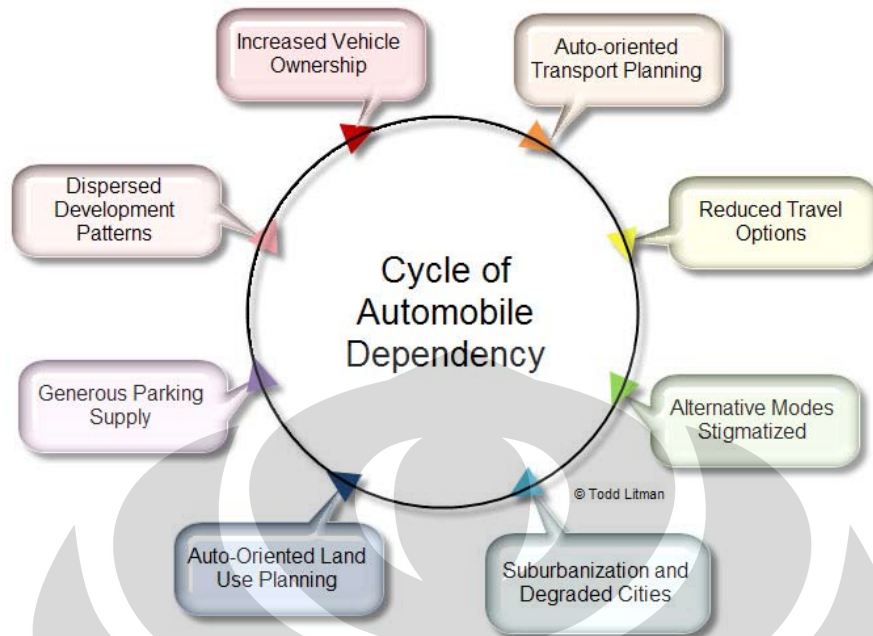 Increased Vehicle
Ownership
Auto-oriented
Transport Planning
Dispersed
Development
Patterns
Reduced Travel
Options
Cycle of
Automobile
Dependency
Generous Parking
Supply
Alternative Modes
Stigmatized
© Todd Litman
Auto-Oriented Land
Use Planning
Suburbanization and
Degraded Cities